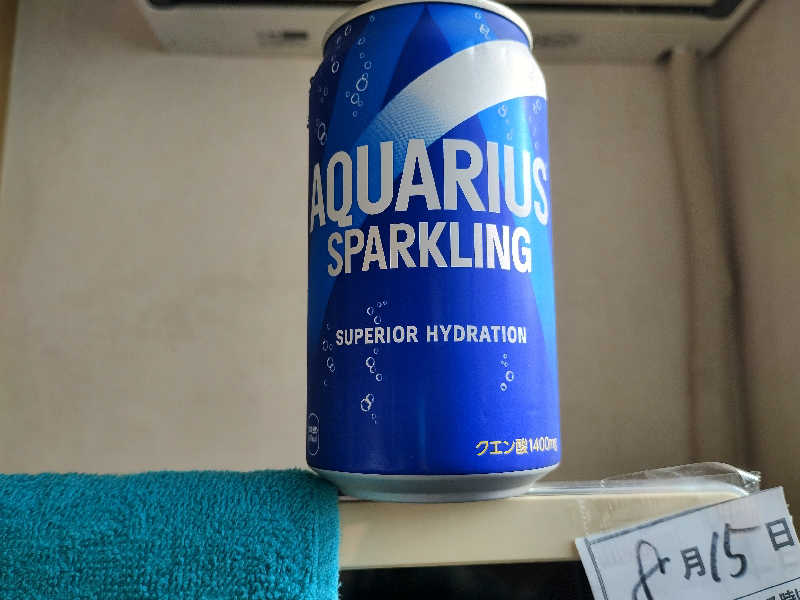 AQUARIUS
SPARKLING
SUPERIOR HYDRATION
クエン酸1400mg
8月15日